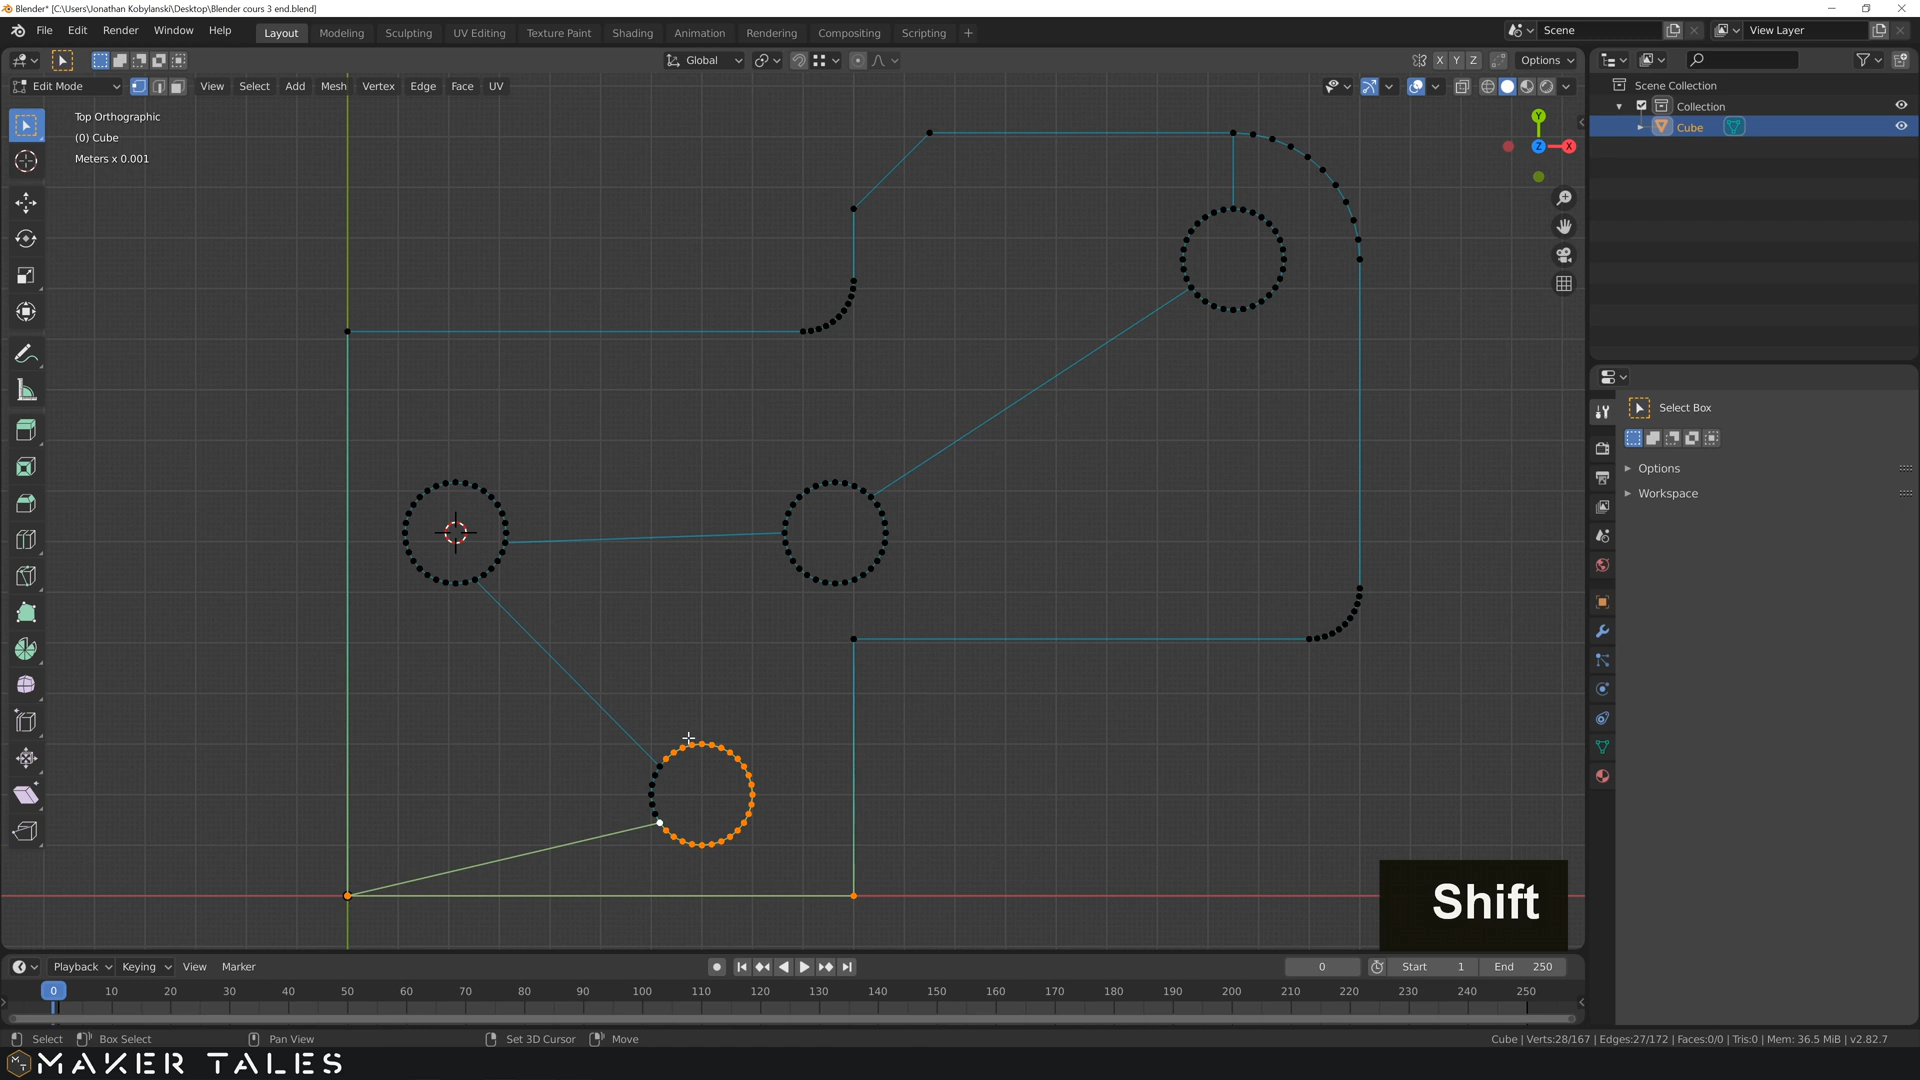 Blender* [C:\Users\Jonathan Kobylanski\Desktop\Blender cours 3 end.blend]
File Edit Render Window Help
Layout Modeling Sculpting UV Editing Texture Paint Shading Animation Rendering Compositing Scripting +
Scene
View Layer
Global
X Y Z
Options
Edit Mode
View Select Add Mesh Vertex Edge Face UV
Top Orthographic
(0) Cube
Meters x 0.001
Y
Z
X
Scene Collection
Collection
Cube
Select Box
Options
Workspace
Shift
Playback Keying View Marker
0
Start 1
End 250
0 10 20 30 40 50 60 70 80 90 100 110 120 130 140 150 160 170 180 190 200 210 220 230 240 250
Select
Box Select
Pan View
Set 3D Cursor
Move
Cube | Verts:28/167 | Edges:27/172 | Faces:0/0 | Tris:0 | Mem: 36.5 MiB | v2.82.7
MAKER TALES